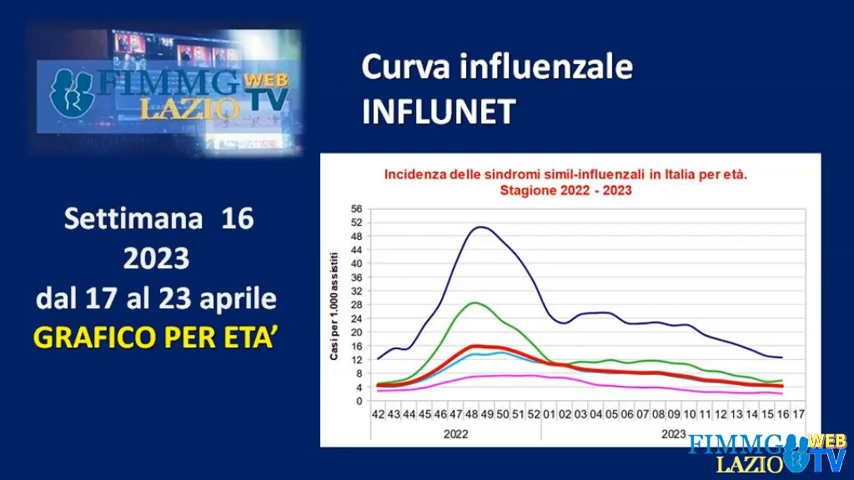 FIMMG WEB
LAZIO TV
Curva influenzale
INFLUNET
Settimana 16
2023
dal 17 al 23 aprile
GRAFICO PER ETA’
Incidenza delle sindromi simil-influenzali in Italia per età.
Stagione 2022 - 2023
Casi per 1.000 assistiti
56
52
48
44
40
36
32
28
24
20
16
12
8
4
0
42 43 44 45 46 47 48 49 50 51 52 01 02 03 04 05 06 07 08 09 10 11 12 13 14 15 16 17
2022 2023
FIMMG WEB
LAZIO TV